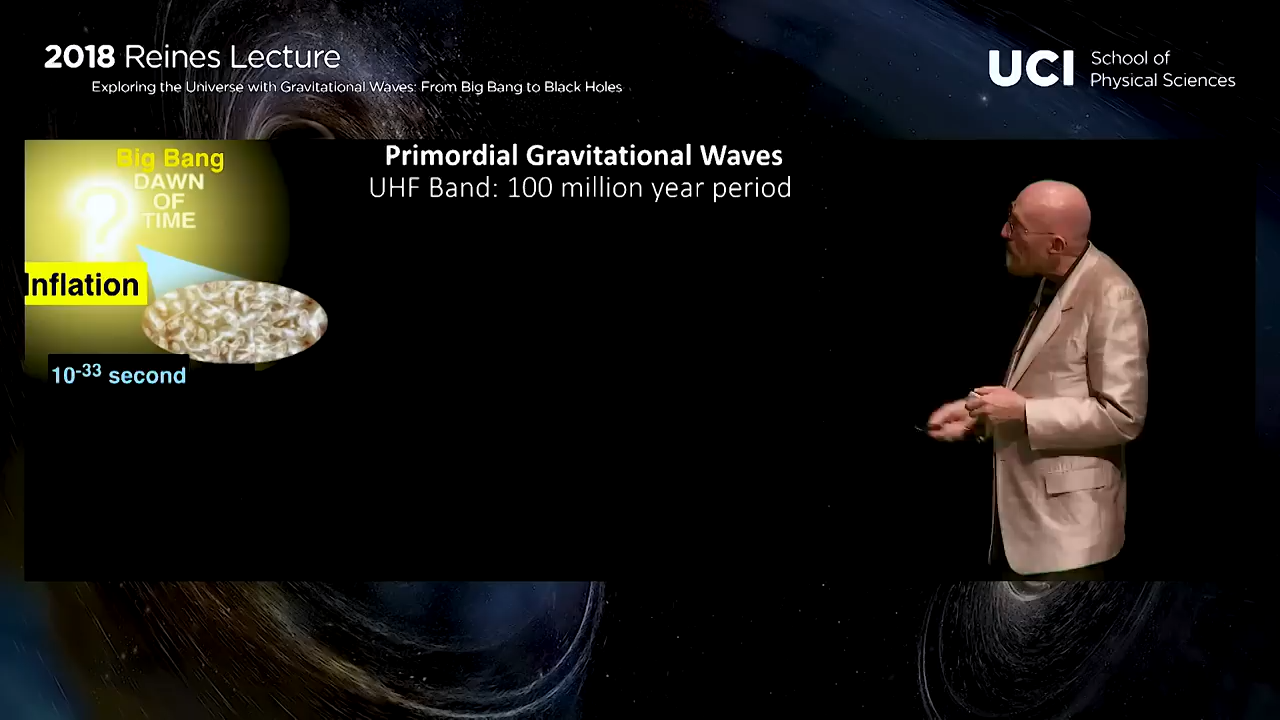 2018 Reines Lecture
Exploring the Universe with Gravitational Waves: From Big Bang to Black Holes
UCI School of
Physical Sciences
Big Bang
DAWN
OF
TIME
Inflation
10⁻³³ second
Primordial Gravitational Waves
UHF Band: 100 million year period